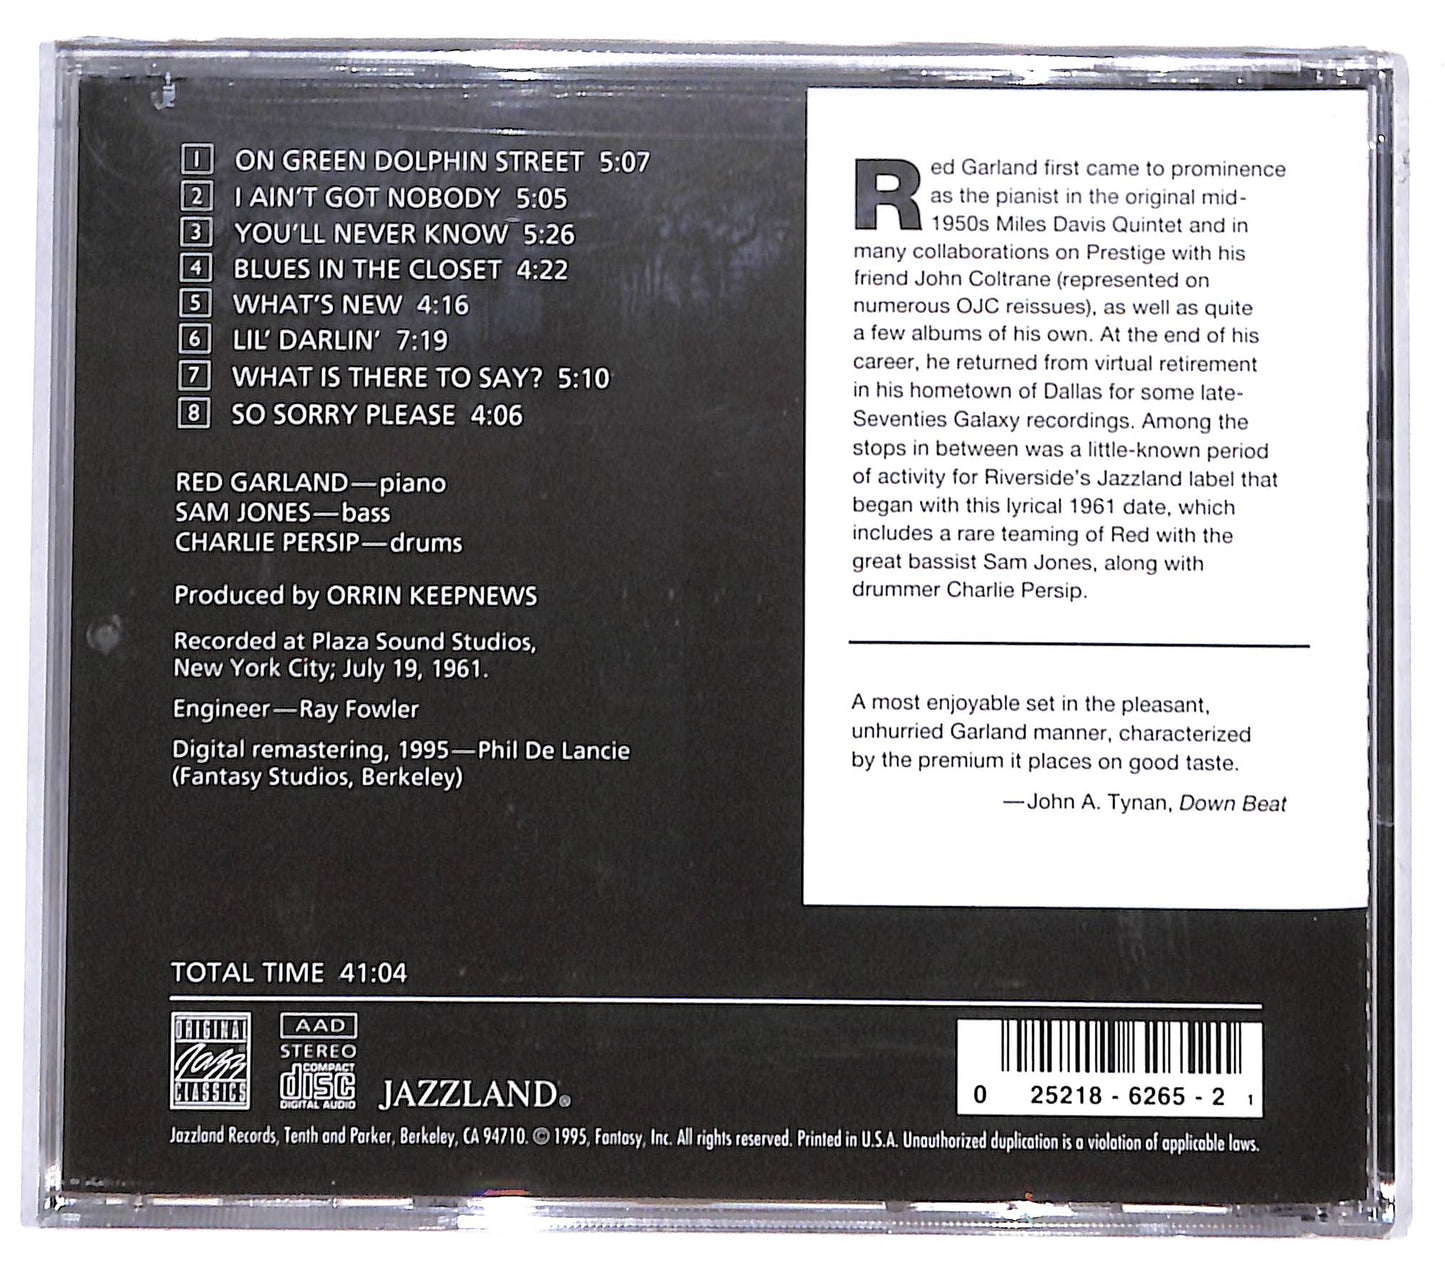 1 ON GREEN DOLPHIN STREET 5:07
2 I AIN'T GOT NOBODY 5:05
3 YOU'LL NEVER KNOW 5:26
4 BLUES IN THE CLOSET 4:22
5 WHAT'S NEW 4:16
6 LIL' DARLIN' 7:19
7 WHAT IS THERE TO SAY? 5:10
8 SO SORRY PLEASE 4:06
RED GARLAND—piano
SAM JONES—bass
CHARLIE PERSIP—drums
Produced by ORRIN KEEPNEWS
Recorded at Plaza Sound Studios,
New York City; July 19, 1961.
Engineer—Ray Fowler
Digital remastering, 1995—Phil De Lancie
(Fantasy Studios, Berkeley)
Red Garland first came to prominence
as the pianist in the original mid-
1950s Miles Davis Quintet and in
many collaborations on Prestige with his
friend John Coltrane (represented on
numerous OJC reissues), as well as quite
a few albums of his own. At the end of his
career, he returned from virtual retirement
in his hometown of Dallas for some late-
Seventies Galaxy recordings. Among the
stops in between was a little-known period
of activity for Riverside's Jazzland label that
began with this lyrical 1961 date, which
includes a rare teaming of Red with the
great bassist Sam Jones, along with
drummer Charlie Persip.
A most enjoyable set in the pleasant,
unhurried Garland manner, characterized
by the premium it places on good taste.
—John A. Tynan, Down Beat
TOTAL TIME 41:04
ORIGINAL
Jazz
CLASSICS
AAD
STEREO
COMPACT
disc
DIGITAL AUDIO
JAZZLAND®
0 25218 - 6265 - 2 1
Jazzland Records, Tenth and Parker, Berkeley, CA 94710. © 1995, Fantasy, Inc. All rights reserved. Printed in U.S.A. Unauthorized duplication is a violation of applicable laws.